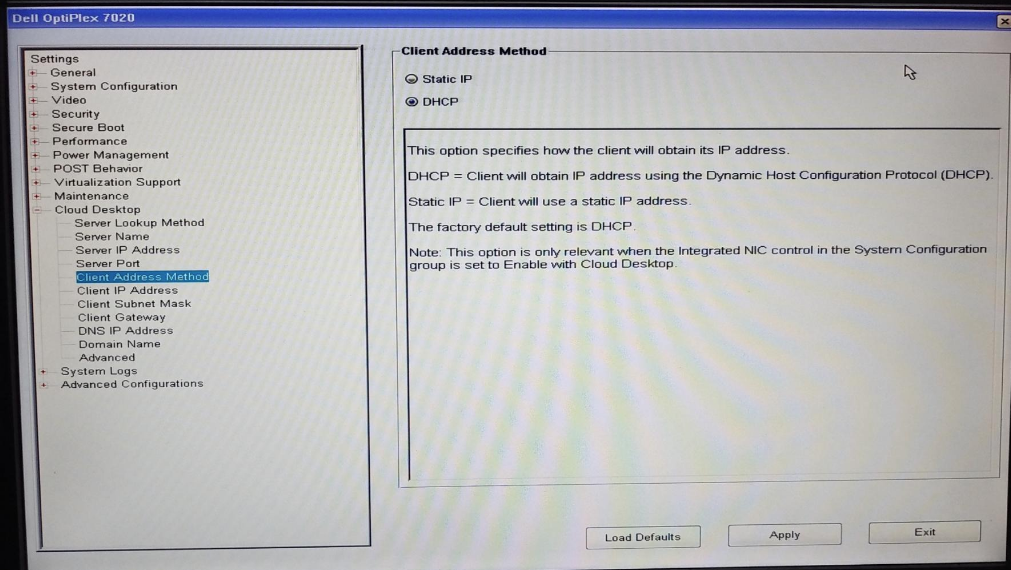 Dell OptiPlex 7020
Settings
General
System Configuration
Video
Security
Secure Boot
Performance
Power Management
POST Behavior
Virtualization Support
Maintenance
Cloud Desktop
Server Lookup Method
Server Name
Server IP Address
Server Port
Client Address Method
Client IP Address
Client Subnet Mask
Client Gateway
DNS IP Address
Domain Name
Advanced
System Logs
Advanced Configurations
Client Address Method
Static IP
DHCP
This option specifies how the client will obtain its IP address.
DHCP = Client will obtain IP address using the Dynamic Host Configuration Protocol (DHCP).
Static IP = Client will use a static IP address.
The factory default setting is DHCP.
Note: This option is only relevant when the Integrated NIC control in the System Configuration
group is set to Enable with Cloud Desktop.
Load Defaults
Apply
Exit